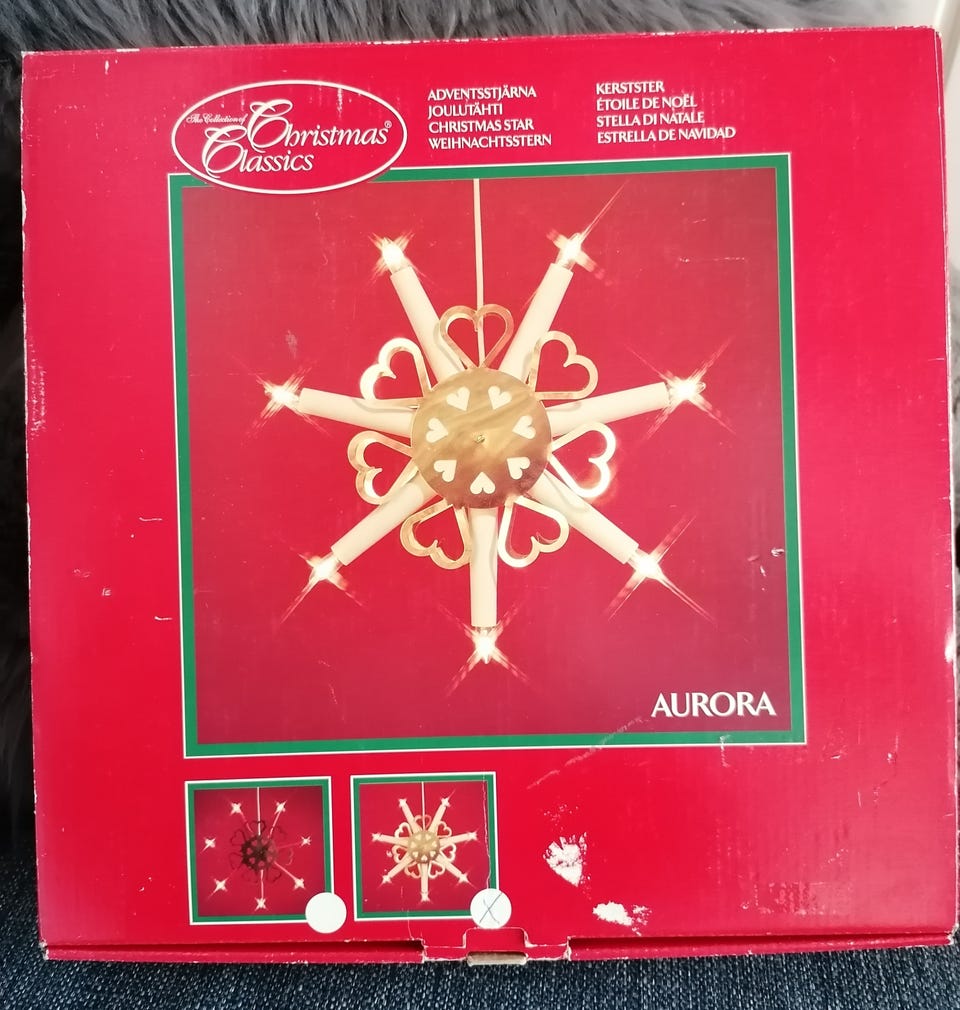 The Collection of
Christmas®
Classics
ADVENTSSTJÄRNA
JOULUTÄHTI
CHRISTMAS STAR
WEIHNACHTSSTERN
KERSTSTER
ÉTOILE DE NOËL
STELLA DI NATALE
ESTRELLA DE NAVIDAD
AURORA
X